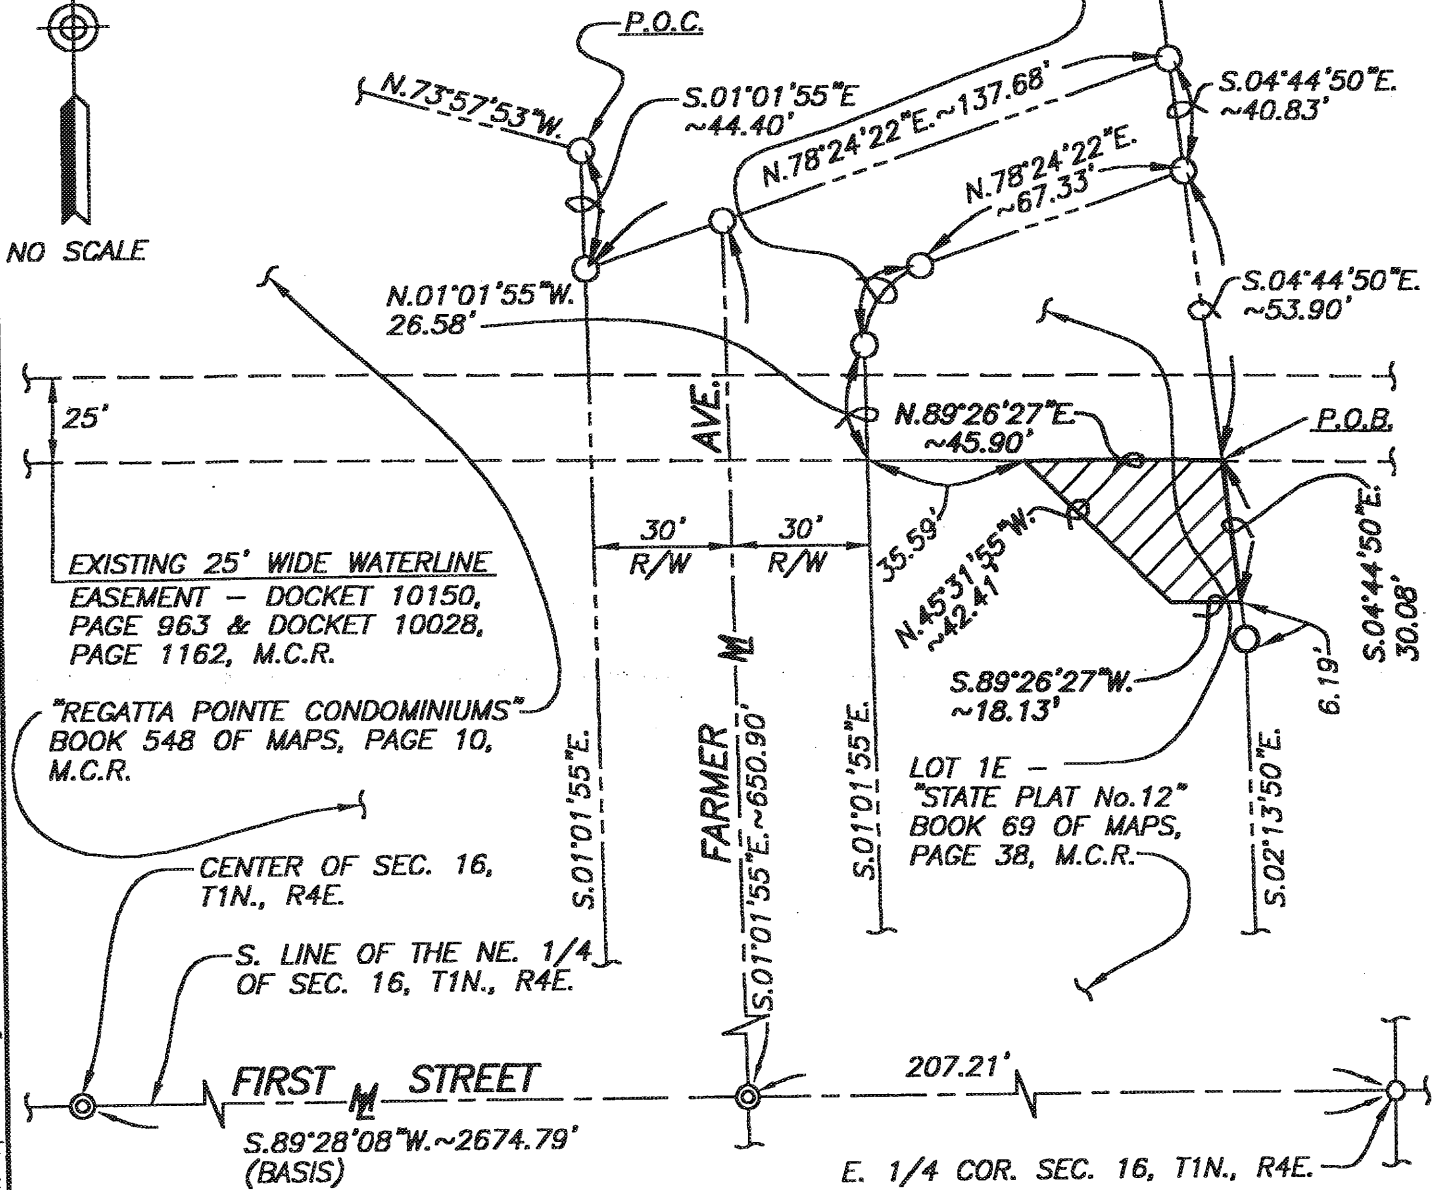 P.O.C.
N.73°57'53"W.
S.01°01'55"E
~44.40'
N.78°24'22"E.~137.68'
S.04°44'50"E.
~40.83'
N.78°24'22"E.
~67.33'
NO SCALE
N.01°01'55"W.
26.58'
S.04°44'50"E.
~53.90'
25'
AVE.
N.89°26'27"E.
~45.90'
P.O.B.
30'
R/W
30'
R/W
35.59'
N.45°31'55"W.
~42.41'
S.04°44'50"E.
30.08'
EXISTING 25' WIDE WATERLINE
EASEMENT - DOCKET 10150,
PAGE 963 & DOCKET 10028,
PAGE 1162, M.C.R.
S.89°26'27"W.
~18.13'
6.19'
"REGATTA POINTE CONDOMINIUMS"
BOOK 548 OF MAPS, PAGE 10,
M.C.R.
S.01°01'55"E.
FARMER
S.01°01'55"E.~650.90'
S.01°01'55"E.
LOT 1E -
"STATE PLAT No.12"
BOOK 69 OF MAPS,
PAGE 38, M.C.R.
S.02°13'50"E.
CENTER OF SEC. 16,
T1N., R4E.
S. LINE OF THE NE. 1/4
OF SEC. 16, T1N., R4E.
FIRST STREET
207.21'
S.89°28'08"W.~2674.79'
(BASIS)
E. 1/4 COR. SEC. 16, T1N., R4E.